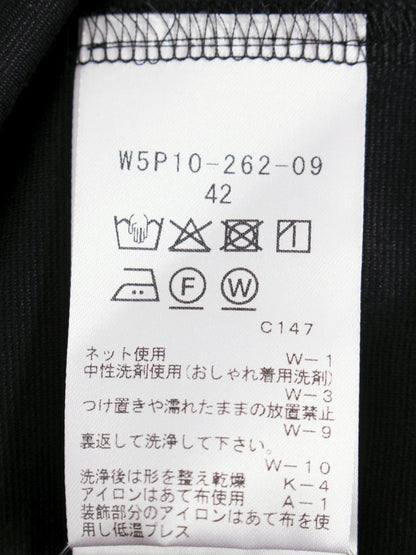 W5P10-262-09
42
F W
C147
ネット使用 W-1
中性洗剤使用(おしゃれ着用洗剤)
W-3
つけ置きや濡れたままの放置禁止
W-9
裏返して洗浄して下さい。
W-10
洗浄後は形を整え乾燥 K-4
アイロンはあて布使用 A-1
装飾部分のアイロンはあて布を使
用し低温プレス